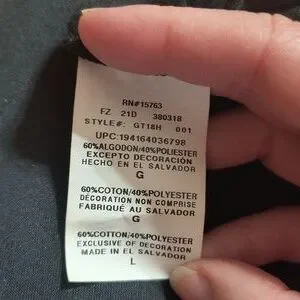 RN#15763
FZ 21D 380318
STYLE#: GT18H 001
UPC:194164036798
60%ALGODON/40%POLIESTER
EXCEPTO DECORACIÓN
HECHO EN EL SALVADOR
G
60%COTON/40%POLYESTER
DÉCORATION NON COMPRISE
FABRIQUÉ AU SALVADOR
G
60%COTTON/40%POLYESTER
EXCLUSIVE OF DECORATION
MADE IN EL SALVADOR
L